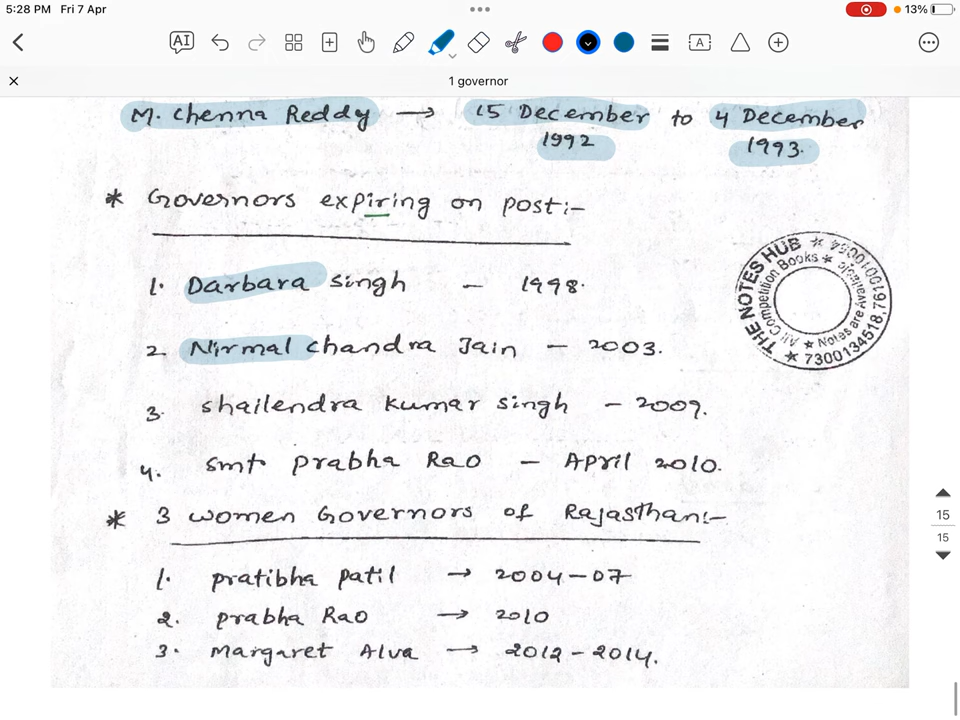 5:28 PM Fri 7 Apr
13%
AI
A
1 governor
M. Chenna Reddy → 15 December 1992 to 4 December 1993.
* Governors expiring on post:-
1. Darbara Singh - 1998.
2. Nirmal Chandra Jain - 2003.
3. Shailendra Kumar Singh - 2009.
4. Smt. Prabha Rao - April 2010.
* 3 women Governors of Rajasthan:-
1. Pratibha Patil → 2004-07
2. Prabha Rao → 2010
3. Margaret Alva → 2012-2014.
THE NOTES HUB
All Competition Books * Notes are Available
* 7300134518,7610010054 *
15
15